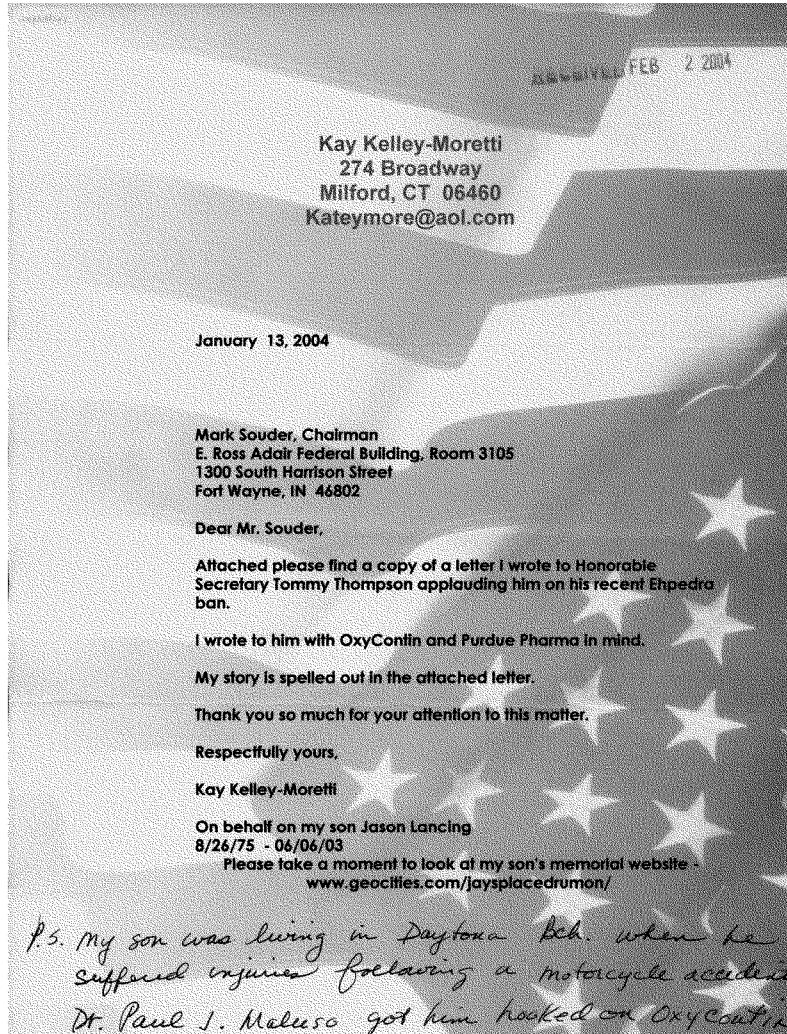 RECEIVED FEB 2 2004
Kay Kelley-Moretti
274 Broadway
Milford, CT 06460
Kateymore@aol.com
January 13, 2004
Mark Souder, Chairman
E. Ross Adair Federal Building, Room 3105
1300 South Harrison Street
Fort Wayne, IN 46802
Dear Mr. Souder,
Attached please find a copy of a letter I wrote to Honorable
Secretary Tommy Thompson applauding him on his recent Ehpedra
ban.
I wrote to him with OxyContin and Purdue Pharma in mind.
My story is spelled out in the attached letter.
Thank you so much for your attention to this matter.
Respectfully yours,
Kay Kelley-Moretti
On behalf on my son Jason Lancing
8/26/75 - 06/06/03
Please take a moment to look at my son's memorial website -
www.geocities.com/jaysplacedrumon/
P.S. My son was living in Daytona Bch. when he
suffered injuries following a motorcycle acciden
Dr. Paul J. Maluso got him hooked on OxyContin